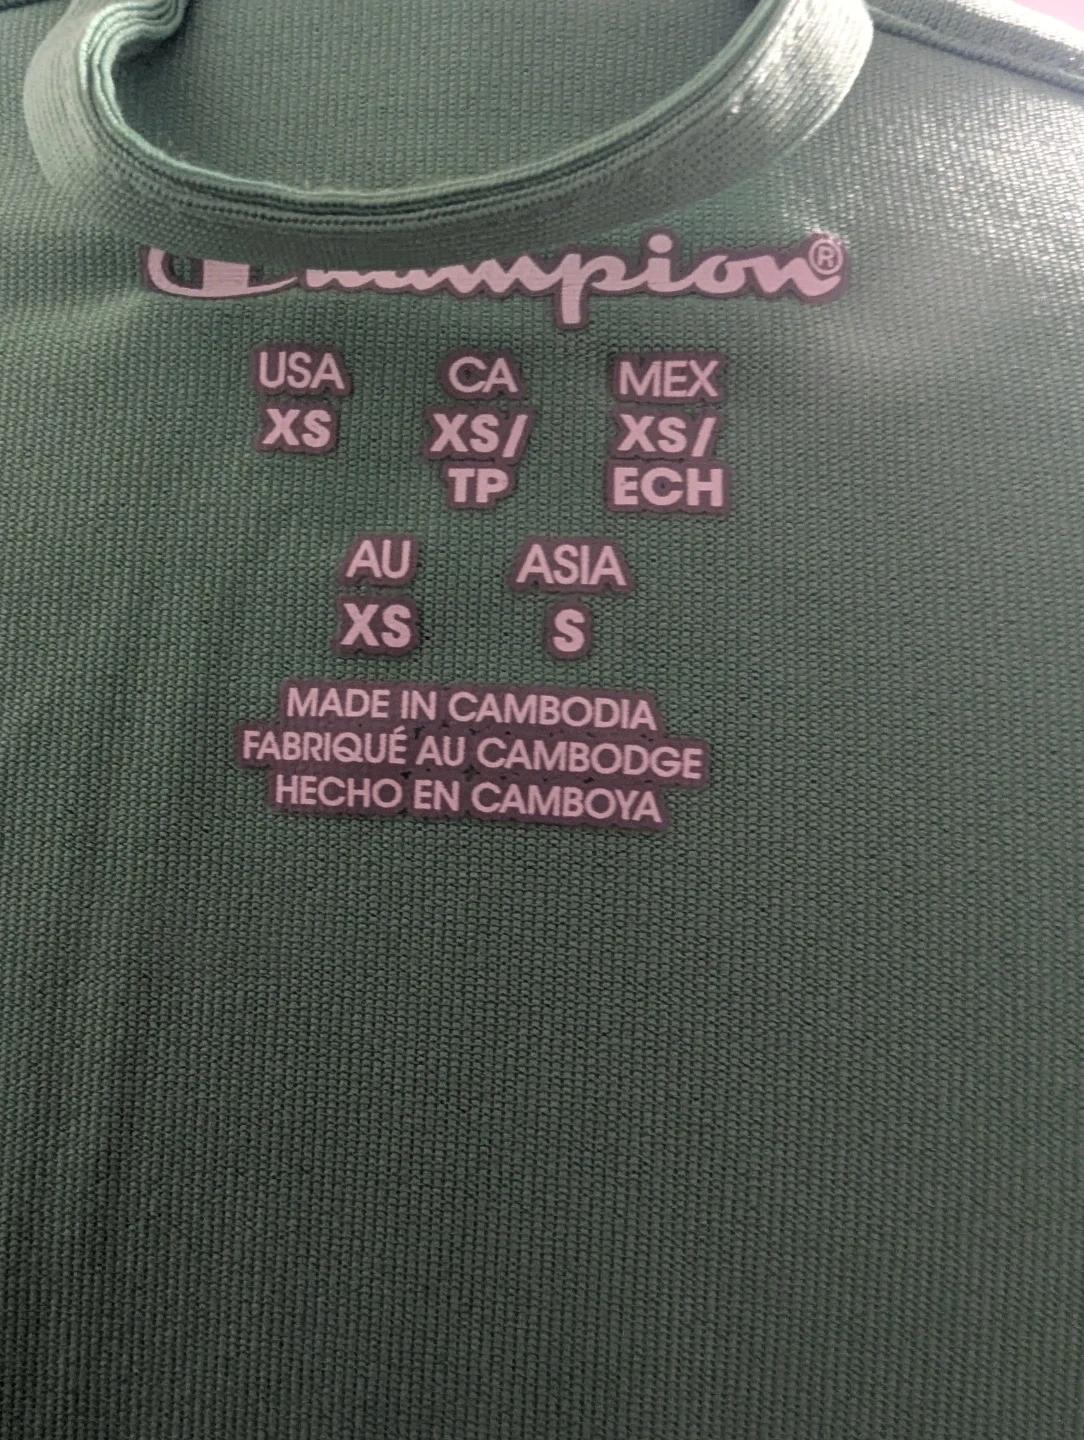 Champion®
USA CA MEX
XS XS/ XS/
TP ECH
AU ASIA
XS S
MADE IN CAMBODIA
FABRIQUÉ AU CAMBODGE
HECHO EN CAMBOYA